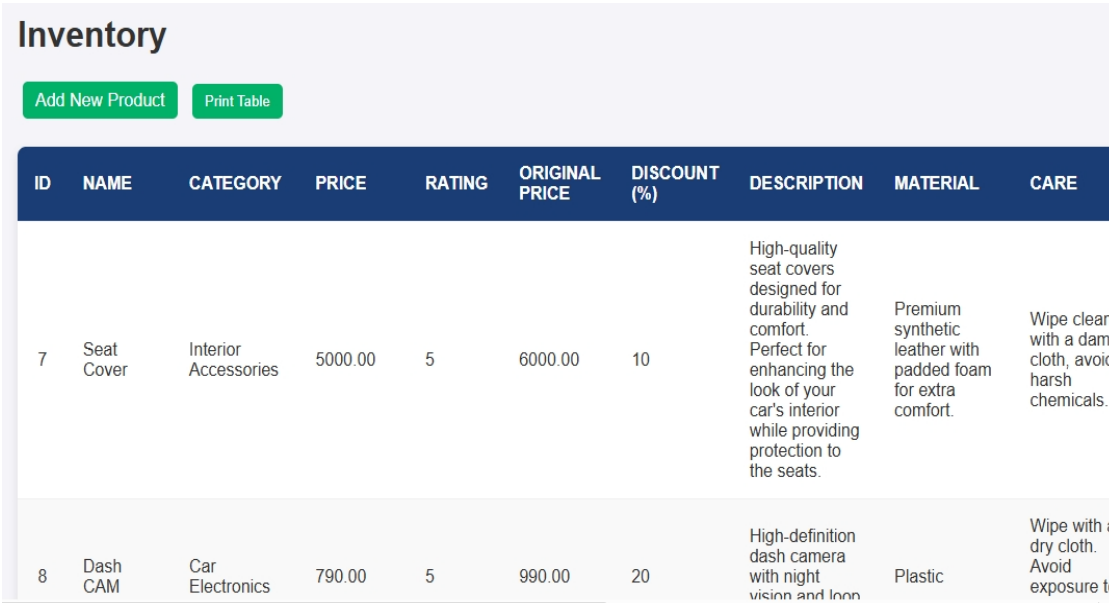 Inventory
Add New Product
Print Table
ID NAME CATEGORY PRICE RATING ORIGINAL PRICE DISCOUNT (%) DESCRIPTION MATERIAL CARE
7
Seat
Cover
Interior
Accessories
5000.00
5
6000.00
10
High-quality
seat covers
designed for
durability and
comfort.
Perfect for
enhancing the
look of your
car's interior
while providing
protection to
the seats.
Premium
synthetic
leather with
padded foam
for extra
comfort.
Wipe clean
with a dam
cloth, avoid
harsh
chemicals.
8
Dash
CAM
Car
Electronics
790.00
5
990.00
20
High-definition
dash camera
with night
vision and loop
Plastic
Wipe with a
dry cloth.
Avoid
exposure to